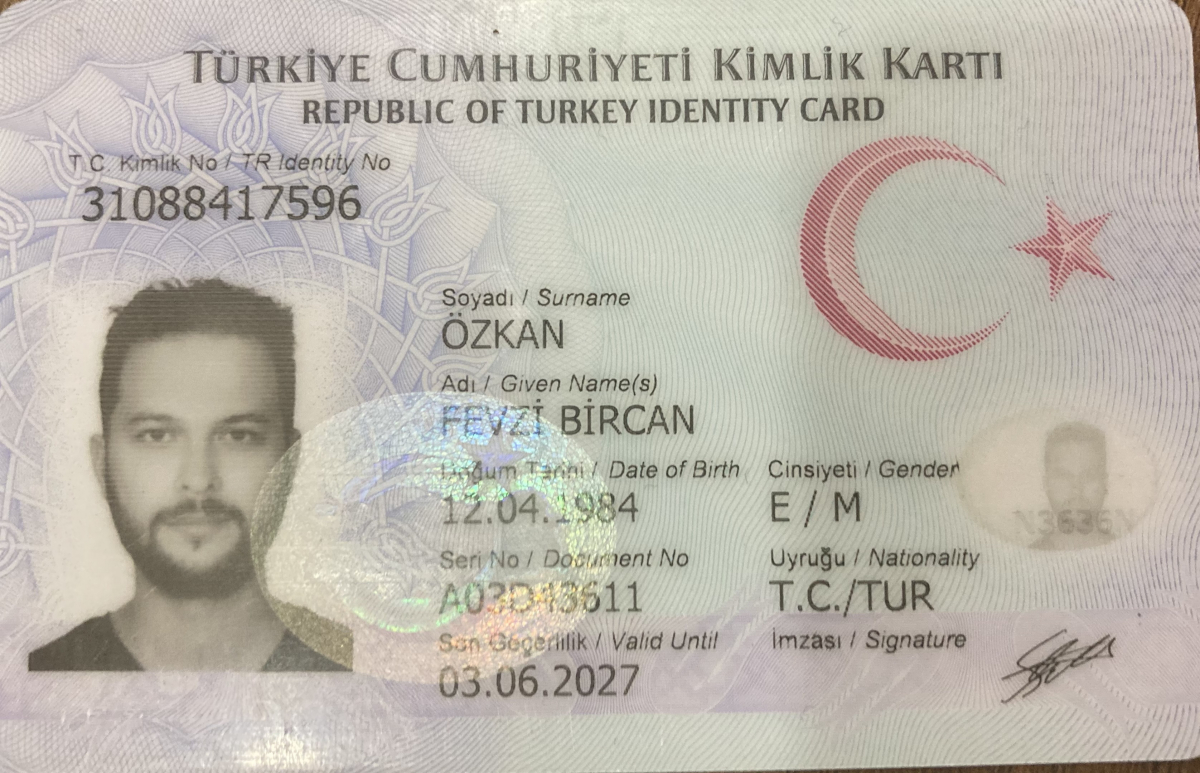 TÜRKİYE CUMHURİYETİ KİMLİK KARTI
REPUBLIC OF TURKEY IDENTITY CARD
T.C. Kimlik No / TR Identity No
31088417596
Soyadı / Surname
ÖZKAN
Adı / Given Name(s)
FEVZİ BİRCAN
Doğum Tarihi / Date of Birth
12.04.1984
Cinsiyeti / Gender
E / M
Seri No / Document No
A03D43611
Uyruğu / Nationality
T.C./TUR
Son Geçerlilik / Valid Until
03.06.2027
İmzası / Signature